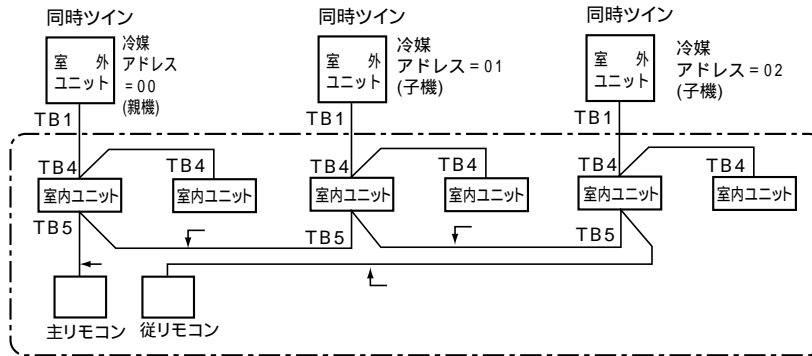 同時ツイン
室 外
ユニット
冷媒
アドレス
=00
(親機)
TB1
同時ツイン
室 外
ユニット
冷媒
アドレス=01
(子機)
TB1
同時ツイン
室 外
ユニット
冷媒
アドレス=02
(子機)
TB1
TB4
室内ユニット
TB5
TB4
室内ユニット
TB4
室内ユニット
TB5
TB4
室内ユニット
TB4
室内ユニット
TB5
TB4
室内ユニット
主リモコン
従リモコン